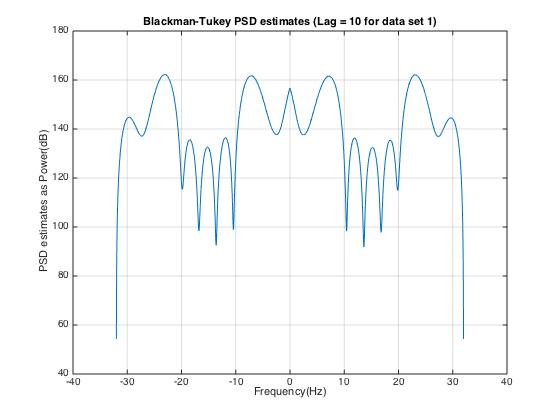 Blackman-Tukey PSD estimates (Lag = 10 for data set 1)
PSD estimates as Power(dB)
180
160
140
120
100
80
60
40
-40 -30 -20 -10 0 10 20 30 40
Frequency(Hz)